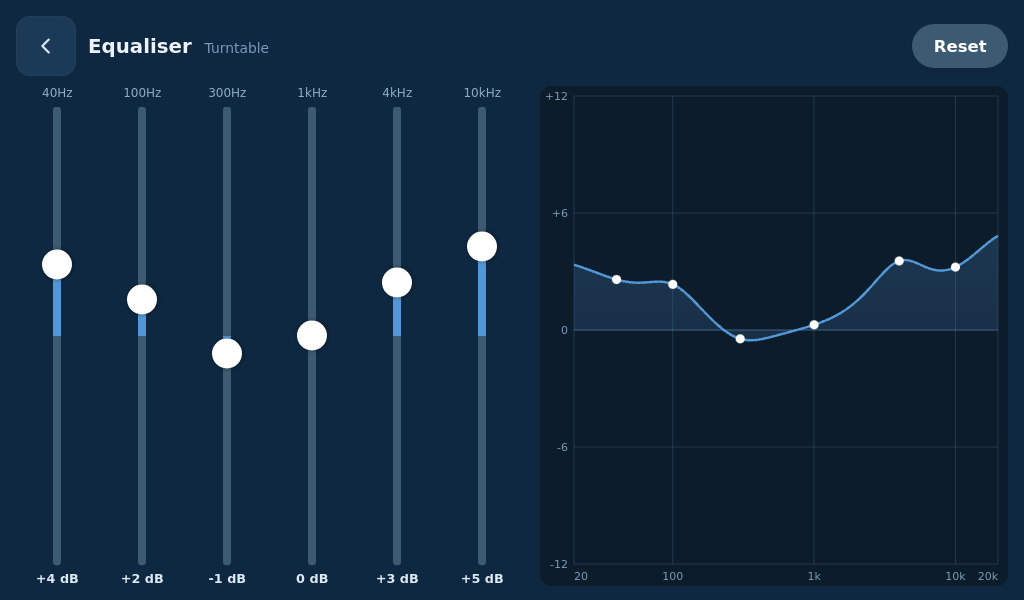 Equaliser Turntable
Reset
40Hz 100Hz 300Hz 1kHz 4kHz 10kHz
+4 dB +2 dB -1 dB 0 dB +3 dB +5 dB
+12
+6
0
-6
-12
20 100 1k 10k 20k